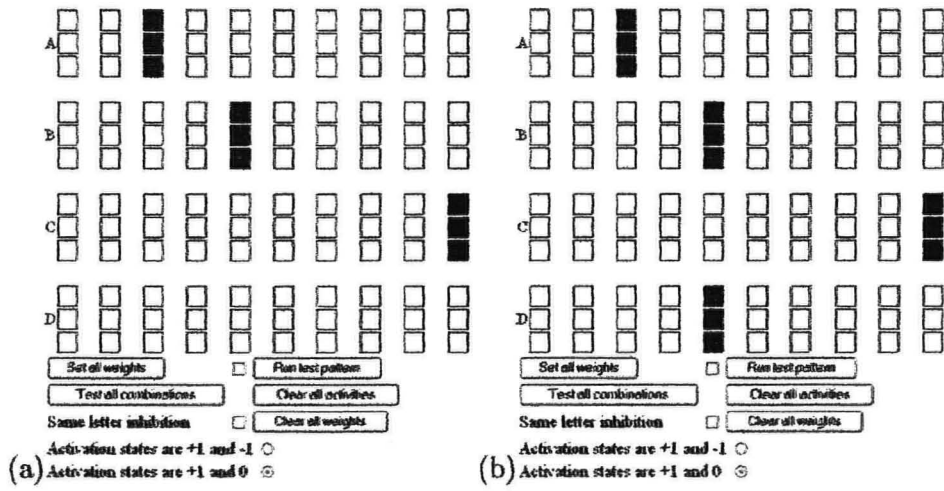 A
A
B
B
C
C
D
D
Set all weights
Run test pattern
Set all weights
Run test pattern
Test all combinations
Clear all activities
Test all combinations
Clear all activities
Same letter inhibition
Clear all weights
Same letter inhibition
Clear all weights
Activation states are +1 and -1
Activation states are +1 and -1
(a) Activation states are +1 and 0
(b) Activation states are +1 and 0